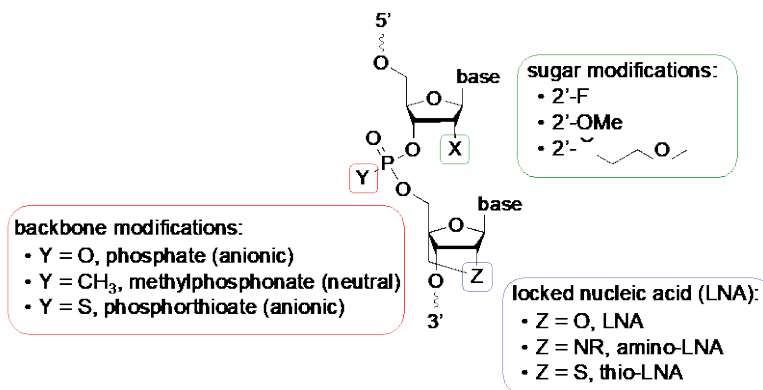 5’
O
base
O
O
O
P
X
Y
O
base
O
Z
O
3’
sugar modifications:
• 2’-F
• 2’-OMe
• 2’- O
backbone modifications:
• Y = O, phosphate (anionic)
• Y = CH₃, methylphosphonate (neutral)
• Y = S, phosphorthioate (anionic)
locked nucleic acid (LNA):
• Z = O, LNA
• Z = NR, amino-LNA
• Z = S, thio-LNA